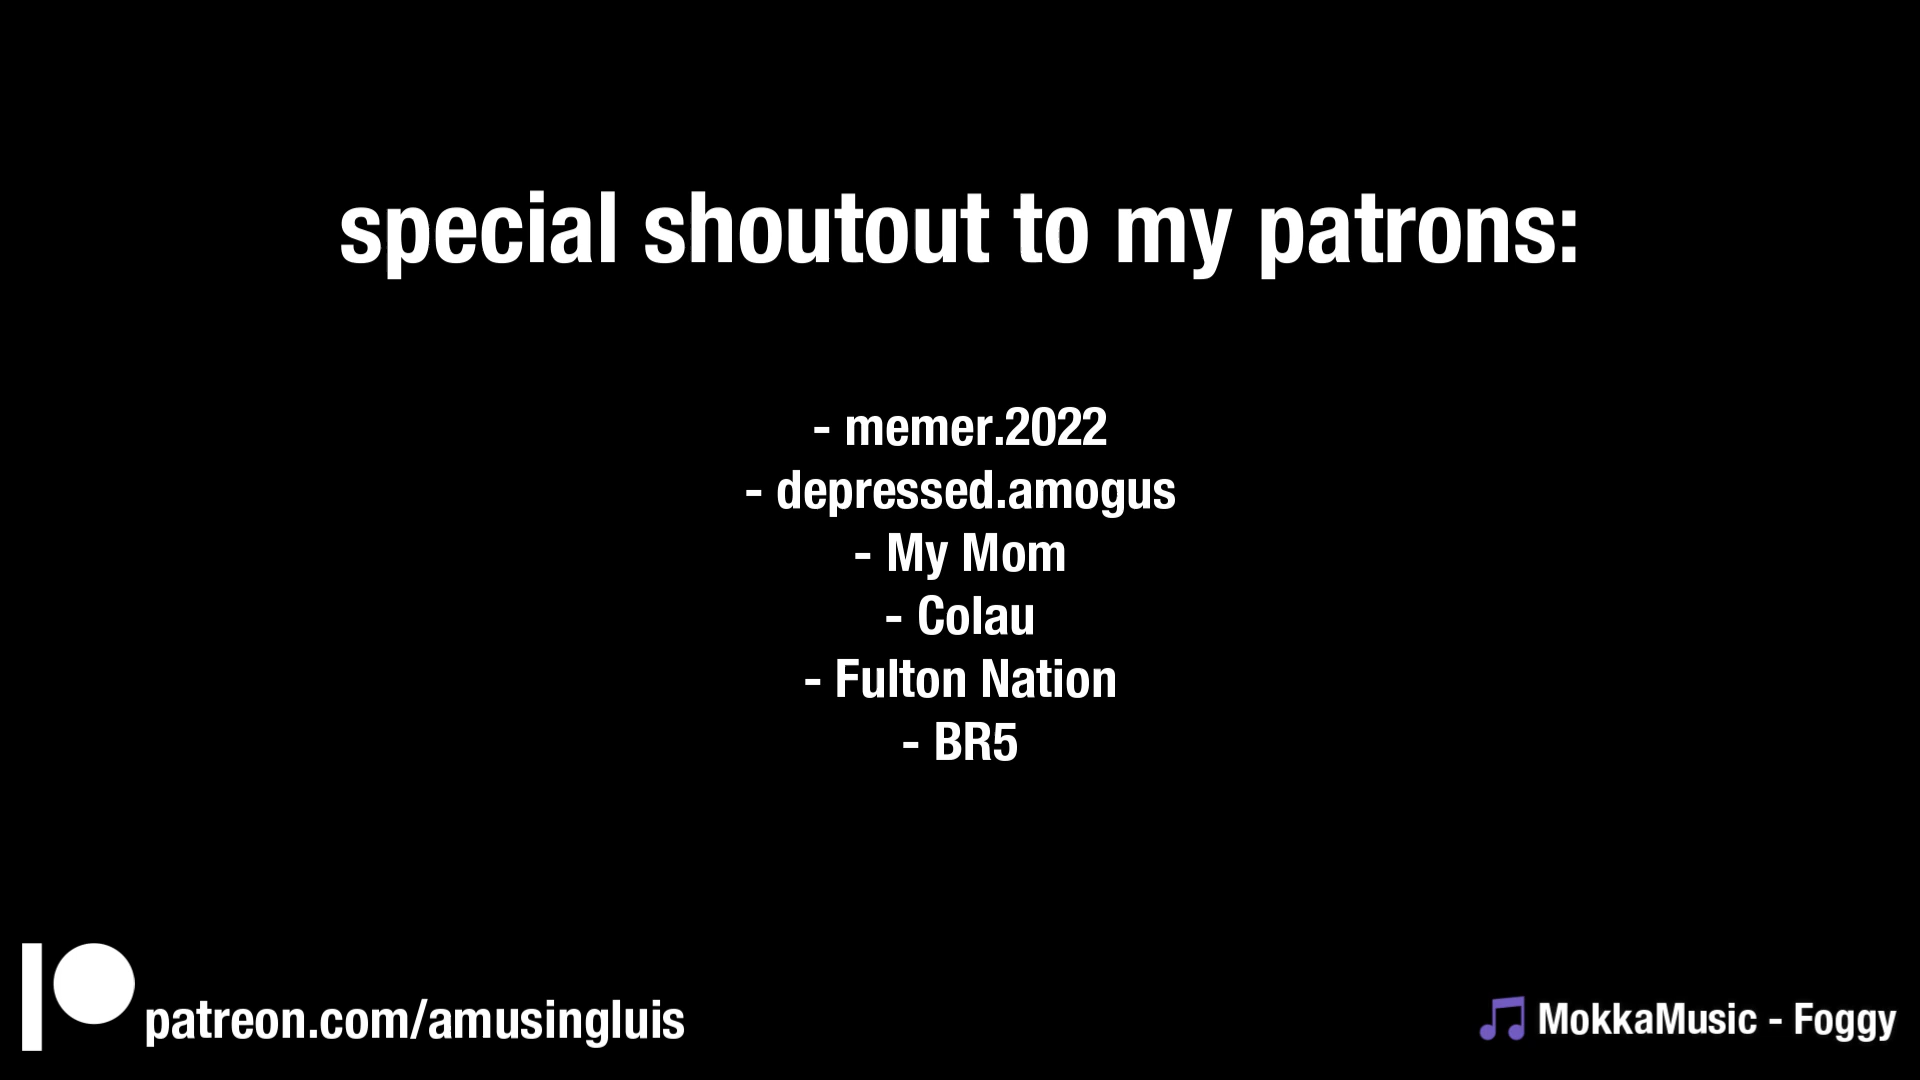 special shoutout to my patrons:
- memer.2022
- depressed.amogus
- My Mom
- Colau
- Fulton Nation
- BR5
patreon.com/amusingluis
MokkaMusic - Foggy